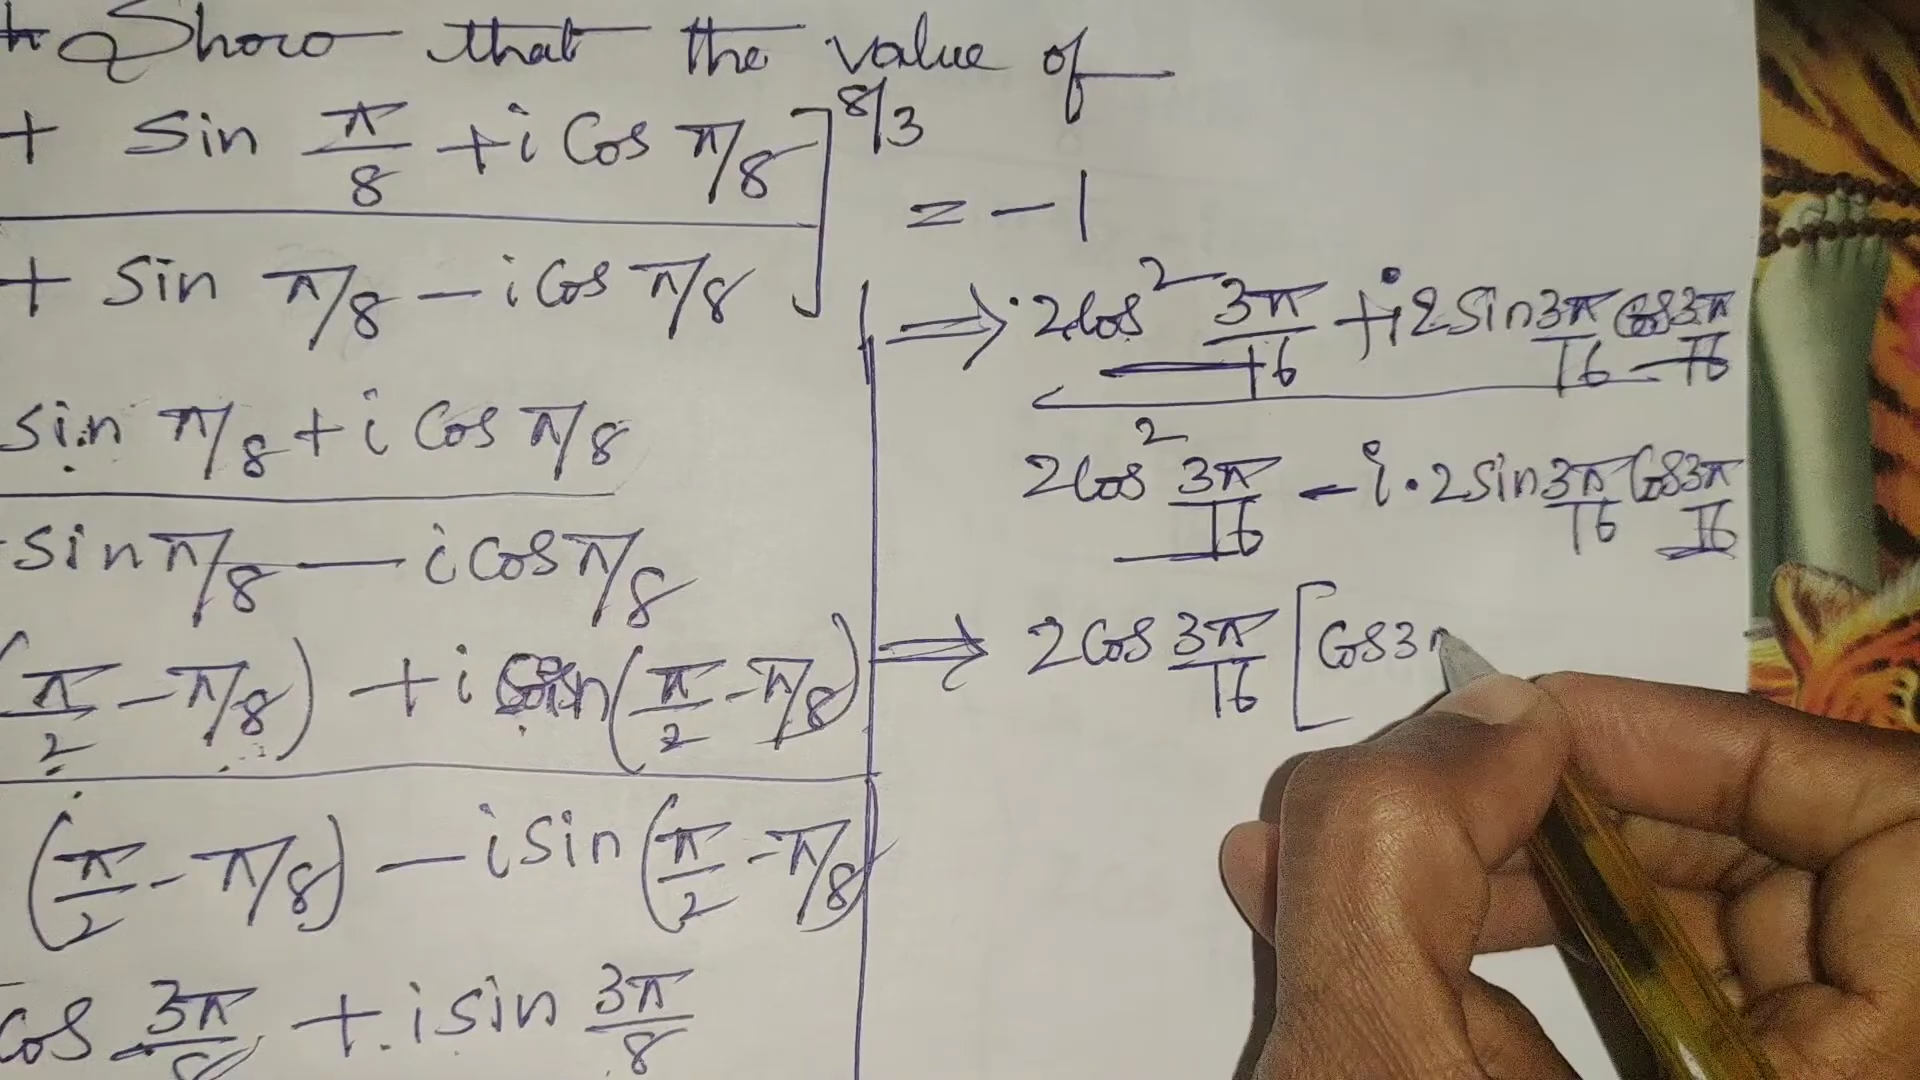 Show that the value of
+ Sin π/8 + i Cos π/8 ]^8/3
= -1
+ Sin π/8 - i Cos π/8
sin π/8 + i Cos π/8
sin π/8 - i Cos π/8
(π/2 - π/8) + i Sin (π/2 - π/8)
(π/2 - π/8) - i Sin (π/2 - π/8)
Cos 3π/8 + i sin 3π/8
⇒ 2Cos² 3π/16 + i 2 Sin 3π/16 Cos 3π/16
2Cos² 3π/16 - i · 2 Sin 3π/16 Cos 3π/16
⇒ 2 Cos 3π/16 [ Cos 3π